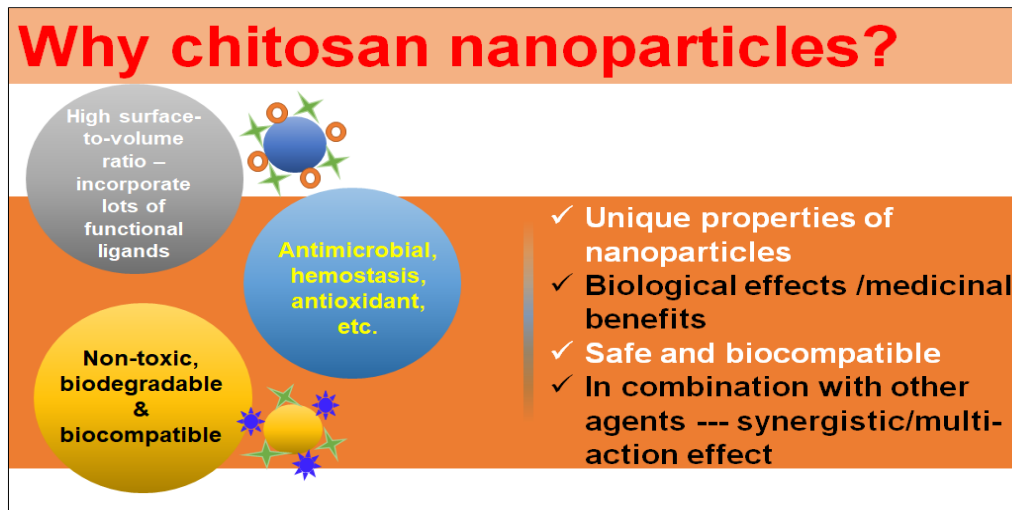 Why chitosan nanoparticles?
High surface-
to-volume
ratio –
incorporate
lots of
functional
ligands
Antimicrobial,
hemostasis,
antioxidant,
etc.
Non-toxic,
biodegradable
&
biocompatible
✓ Unique properties of
nanoparticles
✓ Biological effects /medicinal
benefits
✓ Safe and biocompatible
✓ In combination with other
agents --- synergistic/multi-
action effect